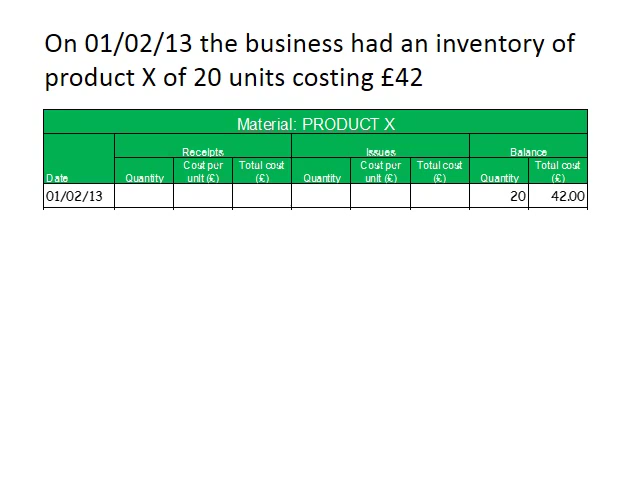 On 01/02/13 the business had an inventory of
product X of 20 units costing £42
Material: PRODUCT X
Receipts Issues Balance
Date Quantity Cost per unit (£) Total cost (£) Quantity Cost per unit (£) Total cost (£) Quantity Total cost (£)
01/02/13 20 42.00